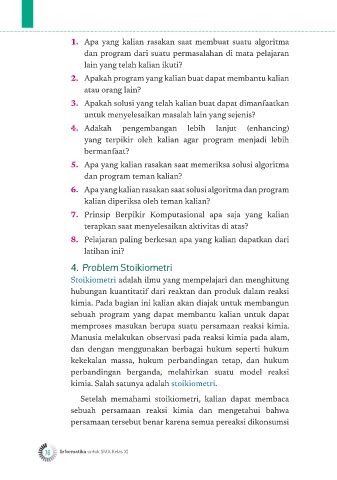 1. Apa yang kalian rasakan saat membuat suatu algoritma
dan program dari suatu permasalahan di mata pelajaran
lain yang telah kalian ikuti?
2. Apakah program yang kalian buat dapat membantu kalian
atau orang lain?
3. Apakah solusi yang telah kalian buat dapat dimanfaatkan
untuk menyelesaikan masalah lain yang sejenis?
4. Adakah pengembangan lebih lanjut (enhancing)
yang terpikir oleh kalian agar program menjadi lebih
bermanfaat?
5. Apa yang kalian rasakan saat memeriksa solusi algoritma
dan program teman kalian?
6. Apa yang kalian rasakan saat solusi algoritma dan program
kalian diperiksa oleh teman kalian?
7. Prinsip Berpikir Komputasional apa saja yang kalian
terapkan saat menyelesaikan aktivitas di atas?
8. Pelajaran paling berkesan apa yang kalian dapatkan dari
latihan ini?
4. Problem Stoikiometri
Stoikiometri adalah ilmu yang mempelajari dan menghitung
hubungan kuantitatif dari reaktan dan produk dalam reaksi
kimia. Pada bagian ini kalian akan diajak untuk membangun
sebuah program yang dapat membantu kalian untuk dapat
memproses masukan berupa suatu persamaan reaksi kimia.
Manusia melakukan observasi pada reaksi kimia pada alam,
dan dengan menggunakan berbagai hukum seperti hukum
kekekalan massa, hukum perbandingan tetap, dan hukum
perbandingan berganda, melahirkan suatu model reaksi
kimia. Salah satunya adalah stoikiometri.
Setelah memahami stoikiometri, kalian dapat membaca
sebuah persamaan reaksi kimia dan mengetahui bahwa
persamaan tersebut benar karena semua pereaksi dikonsumsi
Informatika untuk SMA Kelas XI